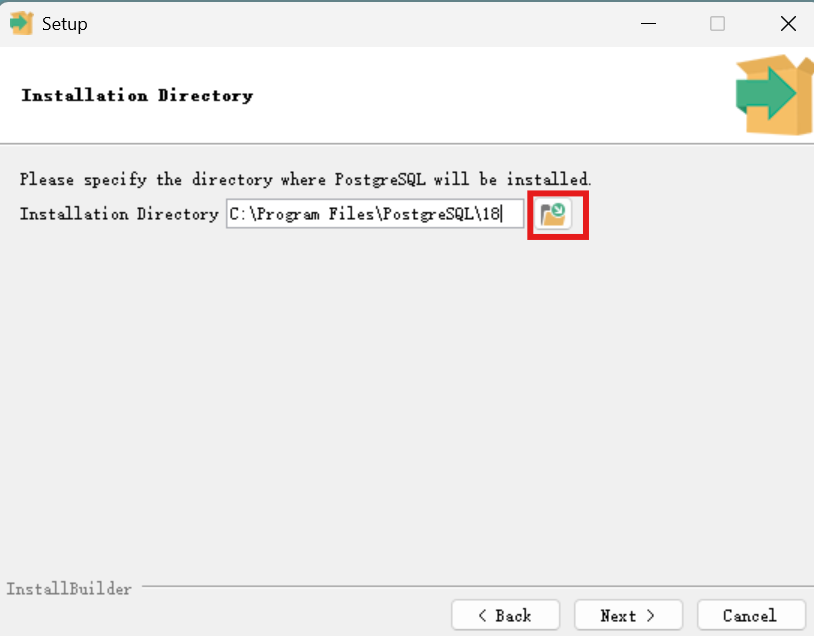 Setup
Installation Directory
Please specify the directory where PostgreSQL will be installed.
Installation Directory C:\Program Files\PostgreSQL\18
InstallBuilder
< Back Next > Cancel